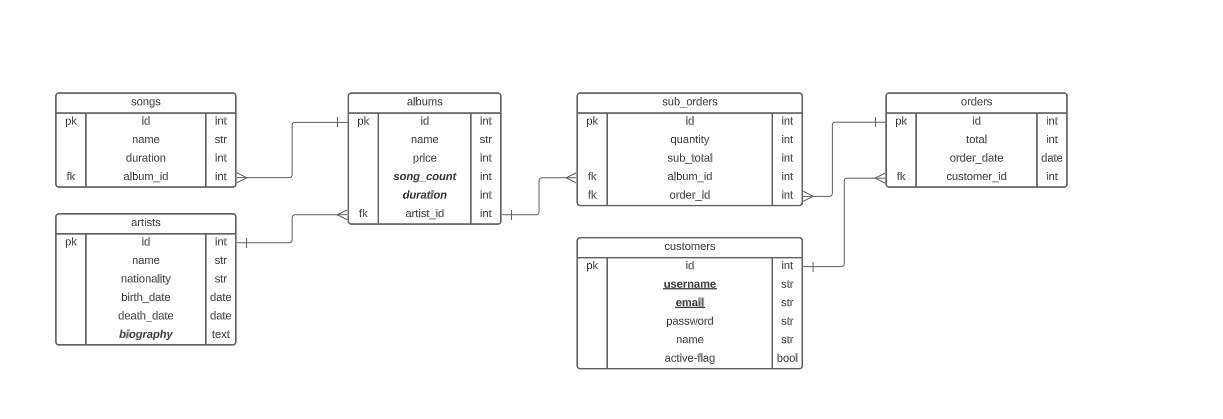 songs
pk id int
name str
duration int
fk album_id int
artists
pk id int
name str
nationality str
birth_date date
death_date date
biography text
albums
pk id int
name str
price int
song_count int
duration int
fk artist_id int
sub_orders
pk id int
quantity int
sub_total int
fk album_id int
fk order_id int
customers
pk id int
username str
email str
password str
name str
active-flag bool
orders
pk id int
total int
order_date date
fk customer_id int